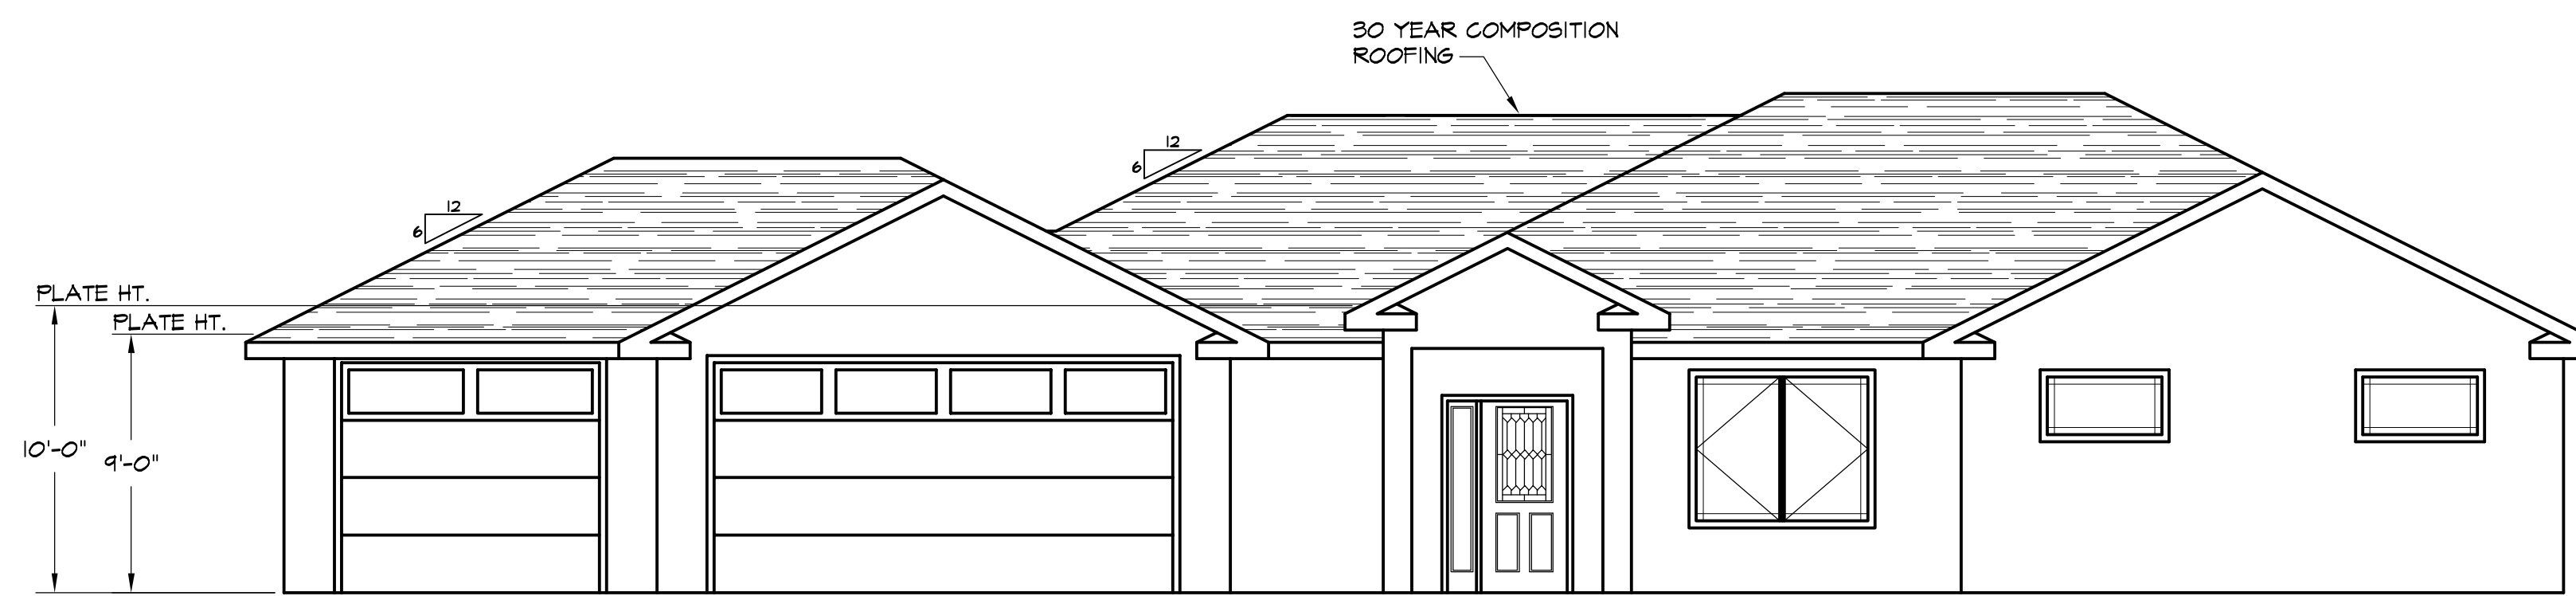 30 YEAR COMPOSITION
ROOFING
12
6
12
6
PLATE HT.
PLATE HT.
10'-0"
9'-0"